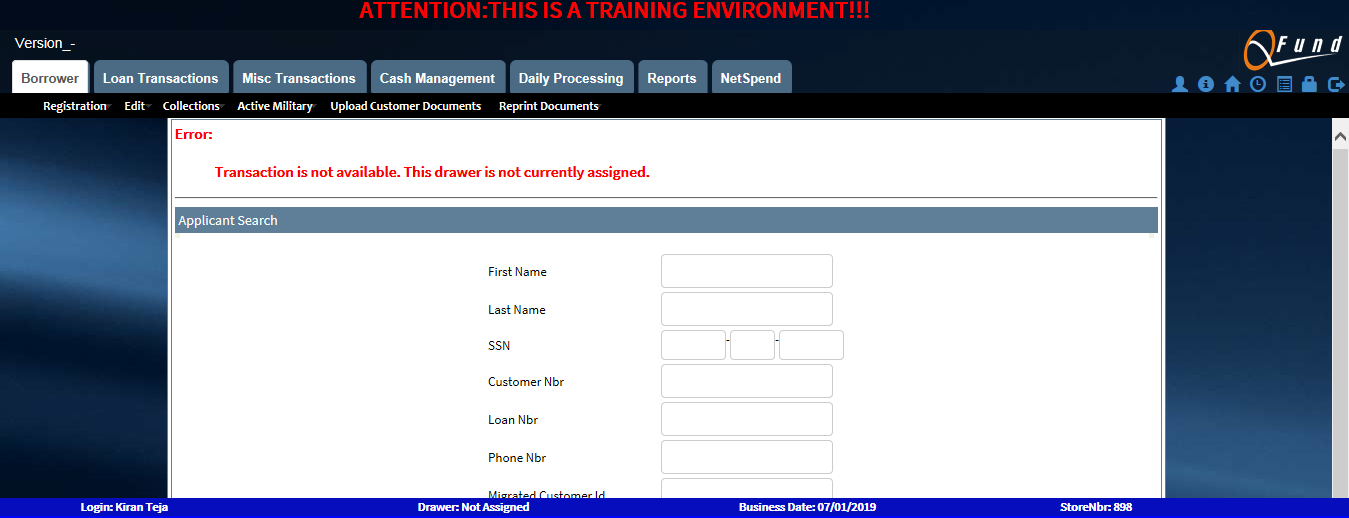 ATTENTION:THIS IS A TRAINING ENVIRONMENT!!!
Version_-
QFund
Borrower Loan Transactions Misc Transactions Cash Management Daily Processing Reports NetSpend
Registration Edit Collections Active Military Upload Customer Documents Reprint Documents
Error:
Transaction is not available. This drawer is not currently assigned.
Applicant Search
First Name
Last Name
SSN - -
Customer Nbr
Loan Nbr
Phone Nbr
Migrated Customer Id
Login: Kiran Teja Drawer: Not Assigned Business Date: 07/01/2019 StoreNbr: 898